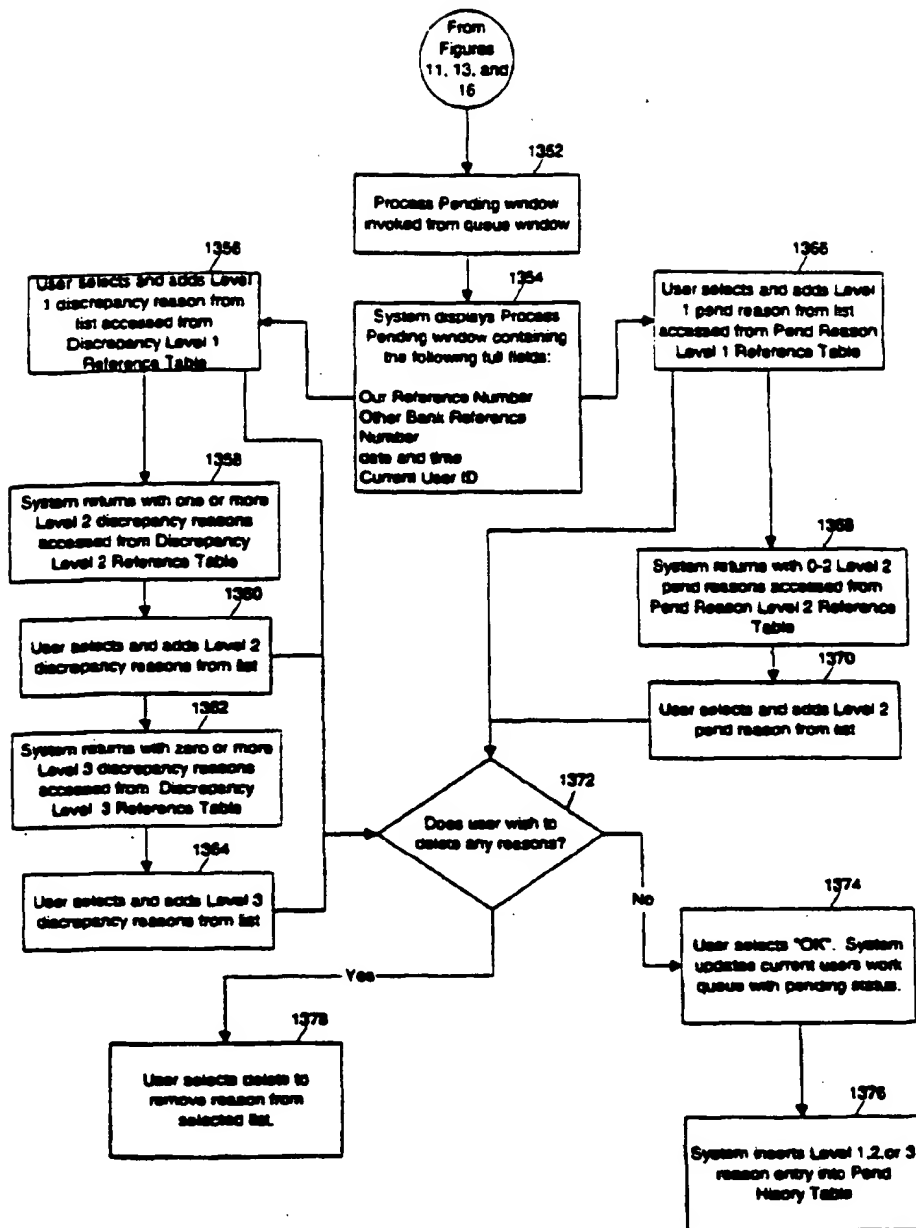 From
Figures
11, 13, and
16
1352
Process Pending window
invoked from queue window
1354
System displays Process
Pending window containing
the following full fields:
Our Reference Number
Other Bank Reference
Number
date and time
Current User ID
1356
User selects and adds Level
1 discrepancy reason from
list accessed from
Discrepancy Level 1
Reference Table
1366
User selects and adds Level
1 pend reason from list
accessed from Pend Reason
Level 1 Reference Table
1358
System returns with one or more
Level 2 discrepancy reasons
accessed from Discrepancy
Level 2 Reference Table
1368
System returns with 0-2 Level 2
pend reasons accessed from
Pend Reason Level 2 Reference
Table
1360
User selects and adds Level 2
discrepancy reasons from list
1370
User selects and adds Level 2
pend reason from list
1362
System returns with zero or more
Level 3 discrepancy reasons
accessed from Discrepancy
Level 3 Reference Table
1372
Does user wish to
delete any reasons?
1364
User selects and adds Level 3
discrepancy reasons from list
No
1374
User selects "OK". System
updates current users work
queue with pending status.
Yes
1378
User selects delete to
remove reason from
selected list.
1376
System inserts Level 1,2,or 3
reason entry into Pend
Hisory Table